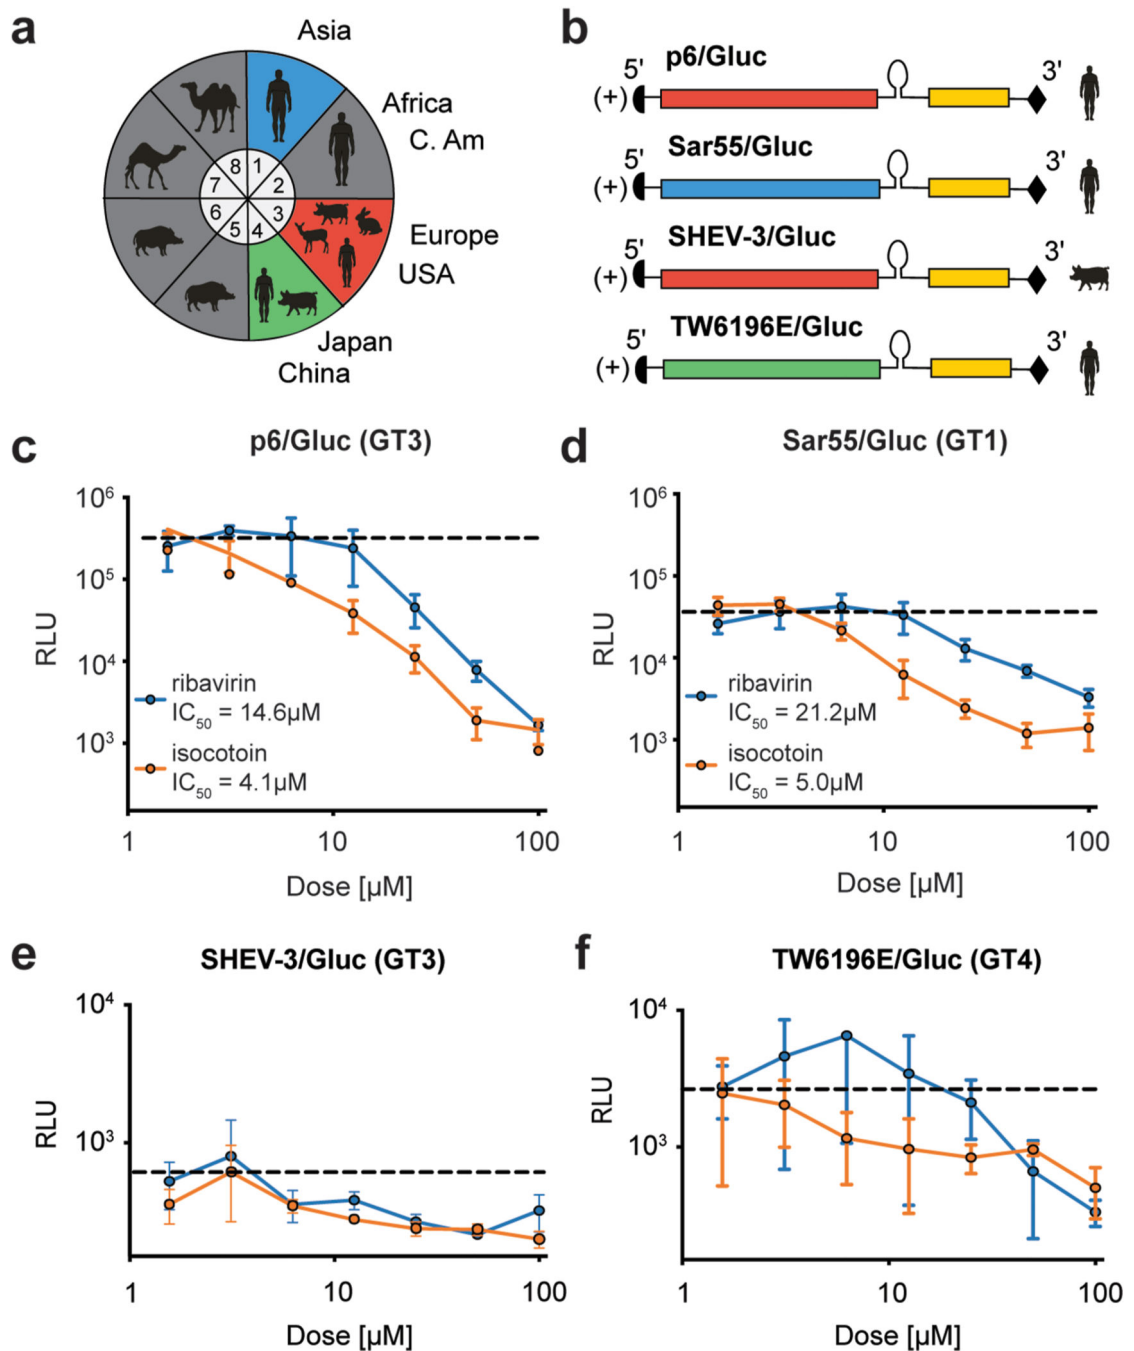 a
Asia
Africa
C. Am
Europe
USA
Japan
China
1
2
3
4
5
6
7
8
b
p6/Gluc
5'
3'
(+)
Sar55/Gluc
5'
3'
(+)
SHEV-3/Gluc
5'
3'
(+)
TW6196E/Gluc
5'
3'
(+)
c
p6/Gluc (GT3)
10⁶
10⁵
10⁴
10³
RLU
ribavirin
IC₅₀ = 14.6µM
isocotoin
IC₅₀ = 4.1µM
1
10
100
Dose [µM]
d
Sar55/Gluc (GT1)
10⁶
10⁵
10⁴
10³
RLU
ribavirin
IC₅₀ = 21.2µM
isocotoin
IC₅₀ = 5.0µM
1
10
100
Dose [µM]
e
SHEV-3/Gluc (GT3)
10⁴
10³
RLU
1
10
100
Dose [µM]
f
TW6196E/Gluc (GT4)
10⁴
10³
RLU
1
10
100
Dose [µM]